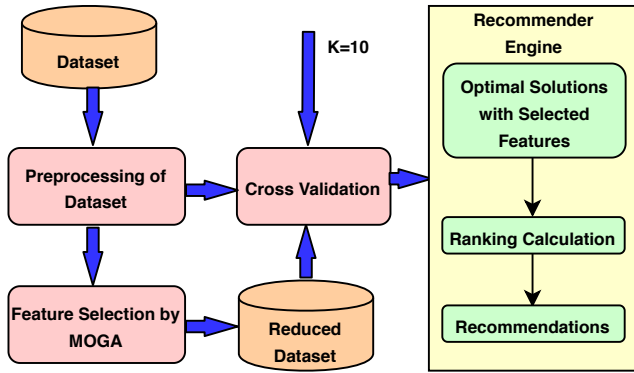 Dataset
K=10
Preprocessing of
Dataset
Cross Validation
Feature Selection by
MOGA
Reduced
Dataset
Recommender
Engine
Optimal Solutions
with Selected
Features
Ranking Calculation
Recommendations